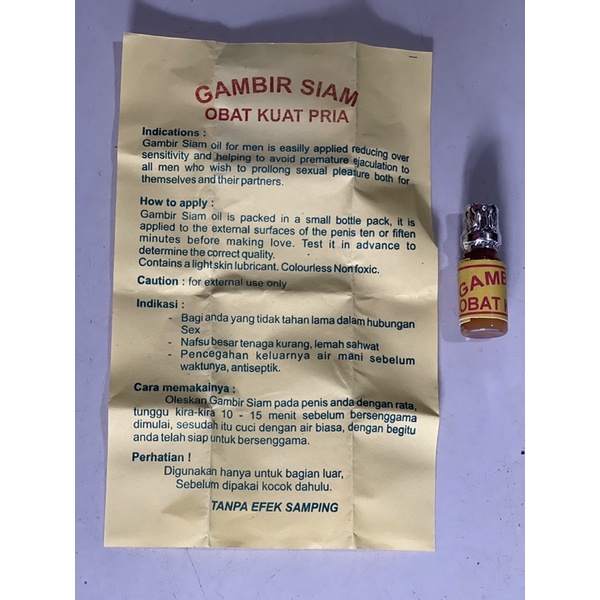 GAMBIR SIAM
OBAT KUAT PRIA
Indications :
Gambir Siam oil for men is easilly applied reducing over
sensitivity and helping to avoid premature ejaculation to
all men who wish to proilong sexual pleasture both for
themselves and their partners.
How to apply :
Gambir Siam oil is packed in a small bottle pack, it is
applied to the external surfaces of the penis ten or fiften
minutes before making love. Test it in advance to
determine the correct quality.
Contains a light skin lubricant. Colourless Non foxic.
Caution : for external use only
Indikasi :
- Bagi anda yang tidak tahan lama dalam hubungan
Sex
- Nafsu besar tenaga kurang, lemah sahwat
- Pencegahan keluarnya air mani sebelum
waktunya, antiseptik.
Cara memakainya :
Oleskan Gambir Siam pada penis anda dengan rata,
tunggu kira-kira 10 - 15 menit sebelum bersenggama
dimulai, sesudah itu cuci dengan air biasa, dengan begitu
anda telah siap untuk bersenggama.
Perhatian !
Digunakan hanya untuk bagian luar,
Sebelum dipakai kocok dahulu.
TANPA EFEK SAMPING
GAMB
OBAT K